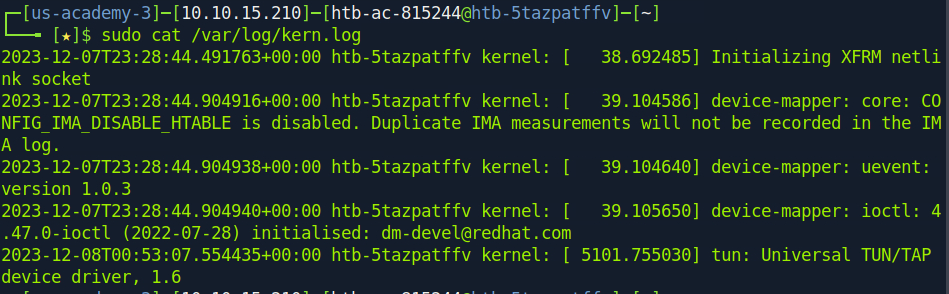 ┌─[us-academy-3]─[10.10.15.210]─[htb-ac-815244@htb-5tazpatffv]─[~]
└──╼ [★]$ sudo cat /var/log/kern.log
2023-12-07T23:28:44.491763+00:00 htb-5tazpatffv kernel: [   38.692485] Initializing XFRM netli
nk socket
2023-12-07T23:28:44.904916+00:00 htb-5tazpatffv kernel: [   39.104586] device-mapper: core: CO
NFIG_IMA_DISABLE_HTABLE is disabled. Duplicate IMA measurements will not be recorded in the IM
A log.
2023-12-07T23:28:44.904938+00:00 htb-5tazpatffv kernel: [   39.104640] device-mapper: uevent:
version 1.0.3
2023-12-07T23:28:44.904940+00:00 htb-5tazpatffv kernel: [   39.105650] device-mapper: ioctl: 4
.47.0-ioctl (2022-07-28) initialised: dm-devel@redhat.com
2023-12-08T00:53:07.554435+00:00 htb-5tazpatffv kernel: [ 5101.755030] tun: Universal TUN/TAP
device driver, 1.6